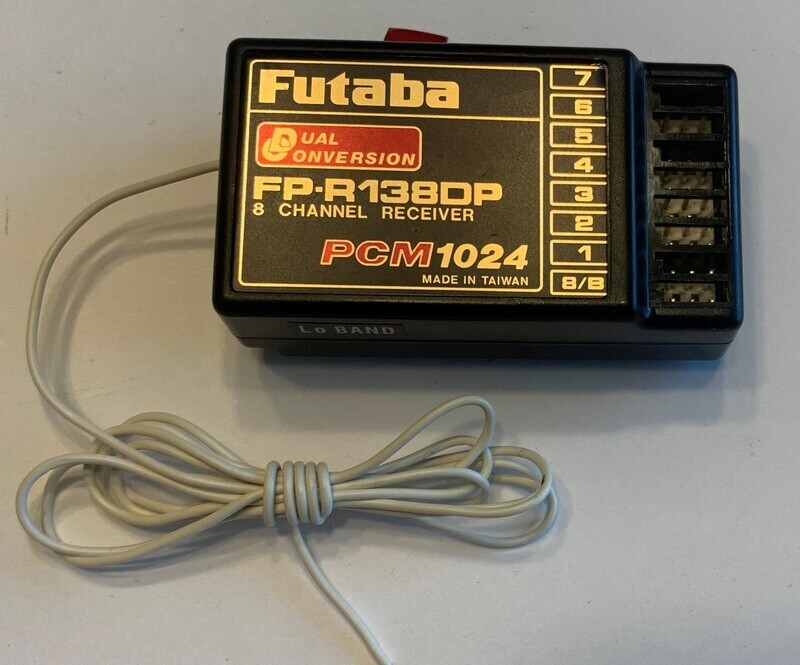 Futaba
DUAL
CONVERSION
FP-R138DP
8 CHANNEL RECEIVER
PCM1024
MADE IN TAIWAN
7
6
5
4
3
2
1
8/B
Lo BAND